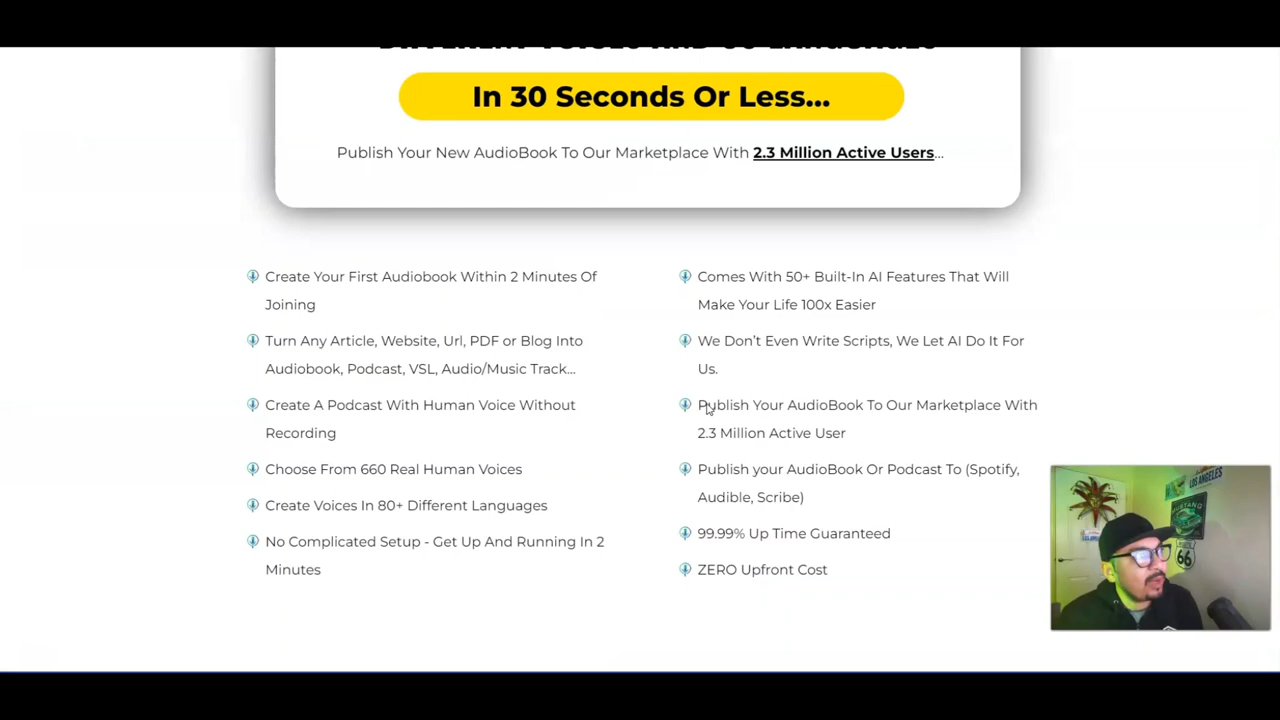 In 30 Seconds Or Less...
Publish Your New AudioBook To Our Marketplace With 2.3 Million Active Users...
Create Your First Audiobook Within 2 Minutes Of
Joining
Turn Any Article, Website, Url, PDF or Blog Into
Audiobook, Podcast, VSL, Audio/Music Track...
Create A Podcast With Human Voice Without
Recording
Choose From 660 Real Human Voices
Create Voices In 80+ Different Languages
No Complicated Setup - Get Up And Running In 2
Minutes
Comes With 50+ Built-In AI Features That Will
Make Your Life 100x Easier
We Don't Even Write Scripts, We Let AI Do It For
Us.
Publish Your AudioBook To Our Marketplace With
2.3 Million Active User
Publish your AudioBook Or Podcast To (Spotify,
Audible, Scribe)
99.99% Up Time Guaranteed
ZERO Upfront Cost
LOS ANGELES
MUSTANG
ROUTE
66